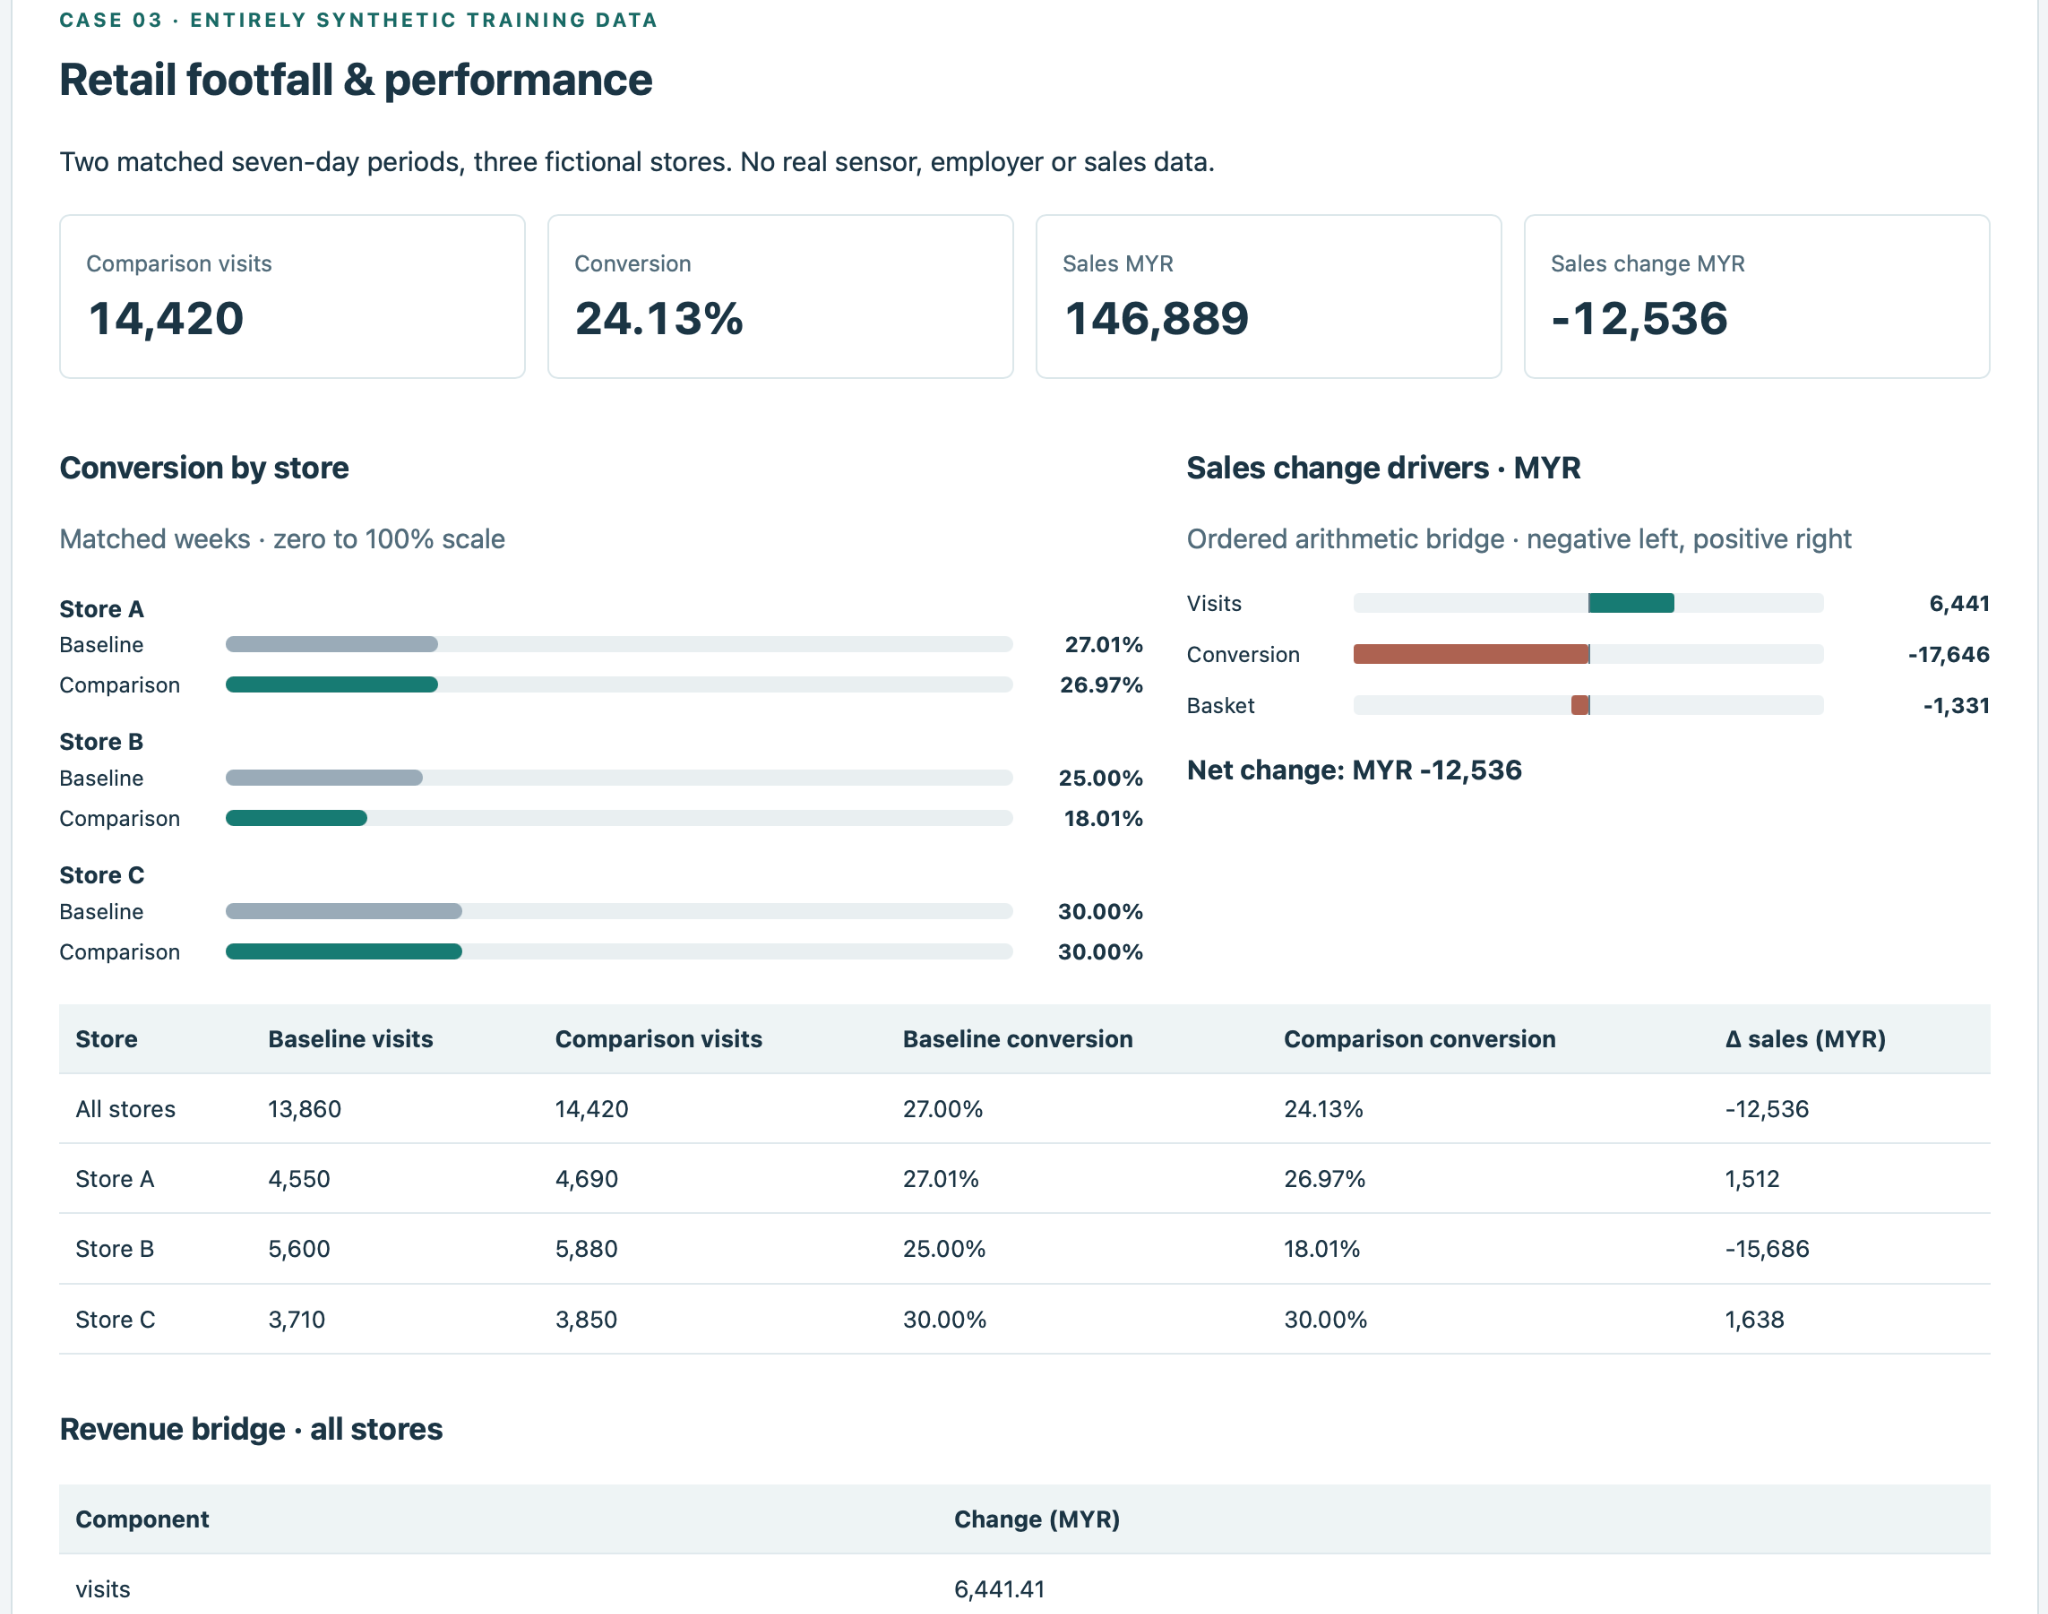 CASE 03 · ENTIRELY SYNTHETIC TRAINING DATA
Retail footfall & performance
Two matched seven-day periods, three fictional stores. No real sensor, employer or sales data.
Comparison visits
14,420
Conversion
24.13%
Sales MYR
146,889
Sales change MYR
-12,536
Conversion by store
Matched weeks · zero to 100% scale
Store A
Baseline 27.01%
Comparison 26.97%
Store B
Baseline 25.00%
Comparison 18.01%
Store C
Baseline 30.00%
Comparison 30.00%
Sales change drivers · MYR
Ordered arithmetic bridge · negative left, positive right
Visits 6,441
Conversion -17,646
Basket -1,331
Net change: MYR -12,536
Store Baseline visits Comparison visits Baseline conversion Comparison conversion Δ sales (MYR)
All stores 13,860 14,420 27.00% 24.13% -12,536
Store A 4,550 4,690 27.01% 26.97% 1,512
Store B 5,600 5,880 25.00% 18.01% -15,686
Store C 3,710 3,850 30.00% 30.00% 1,638
Revenue bridge · all stores
Component Change (MYR)
visits 6,441.41